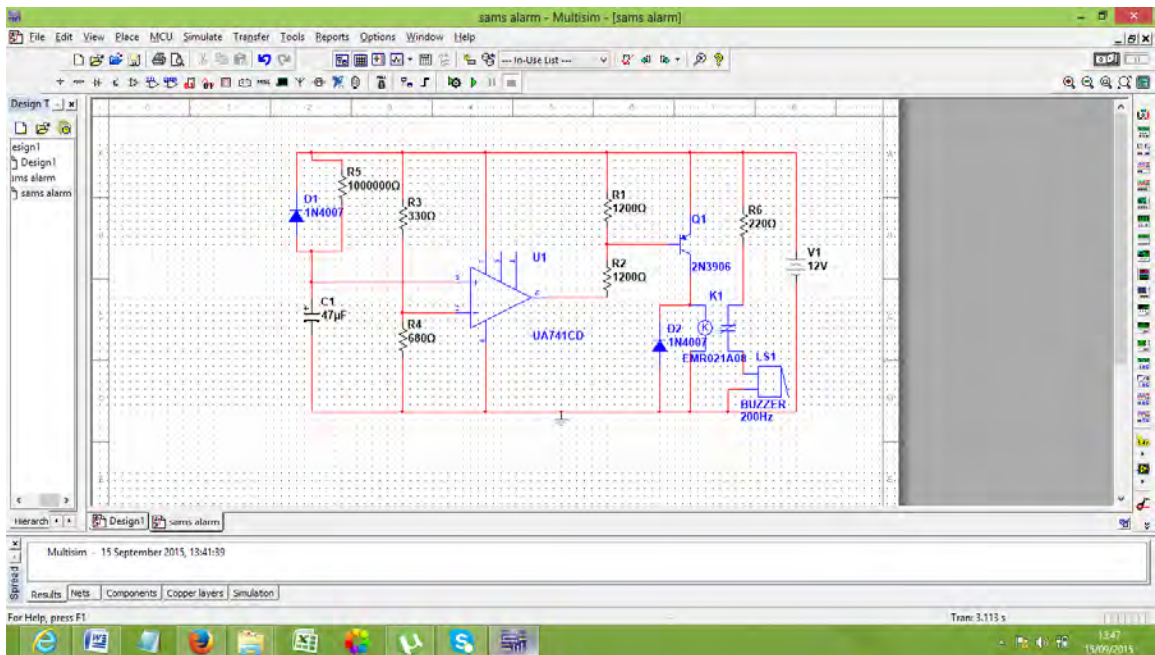 sams alarm - Multisim - [sams alarm]
File Edit View Place MCU Simulate Transfer Tools Reports Options Window Help
--- In-Use List ---
Design T
esign1
Design1
ms alarm
sams alarm
R5
1000000Ω
D1
1N4007
R3
330Ω
R1
1200Ω
Q1
R6
220Ω
2N3906
V1
12V
U1
R2
1200Ω
C1
47µF
R4
680Ω
UA741CD
K1
K
D2
1N4007
EMR021A08
LS1
BUZZER
200Hz
Hierarch
Design1
sams alarm
Multisim - 15 September 2015, 13:41:39
Spread
Results Nets Components Copper layers Simulation
For Help, press F1
Tran: 3.113 s
13:47
15/09/2015